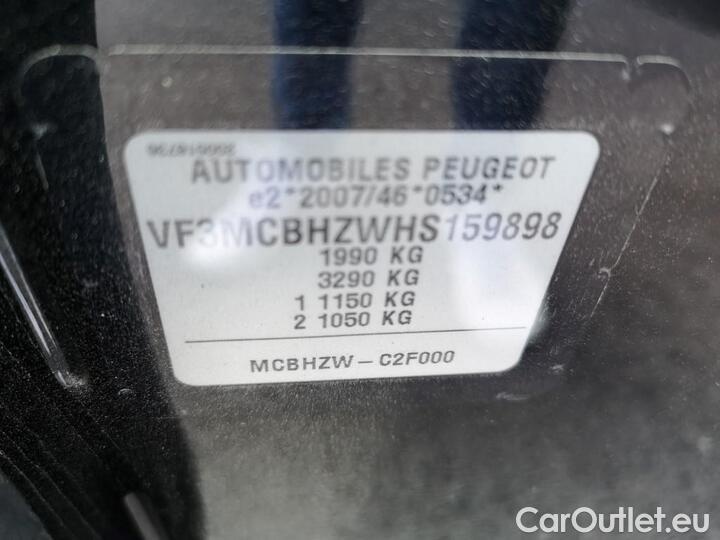 AUTOMOBILES PEUGEOT
e2*2007/46*0534*
VF3MCBHZWHS159898
1990 KG
3290 KG
1 1150 KG
2 1050 KG
MCBHZW-C2F000
CarOutlet.eu